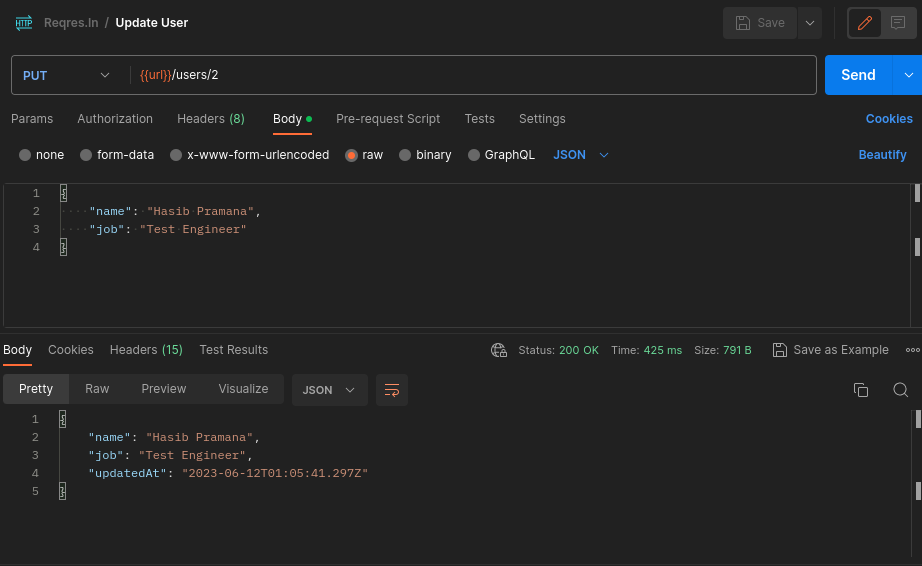 HTTP Reqres.In / Update User Save
PUT {{url}}/users/2 Send
Params Authorization Headers (8) Body Pre-request Script Tests Settings Cookies
none form-data x-www-form-urlencoded raw binary GraphQL JSON Beautify
1 {
2 "name": "Hasib Pramana",
3 "job": "Test Engineer"
4 }
Body Cookies Headers (15) Test Results Status: 200 OK Time: 425 ms Size: 791 B Save as Example
Pretty Raw Preview Visualize JSON
1 {
2 "name": "Hasib Pramana",
3 "job": "Test Engineer",
4 "updatedAt": "2023-06-12T01:05:41.297Z"
5 }